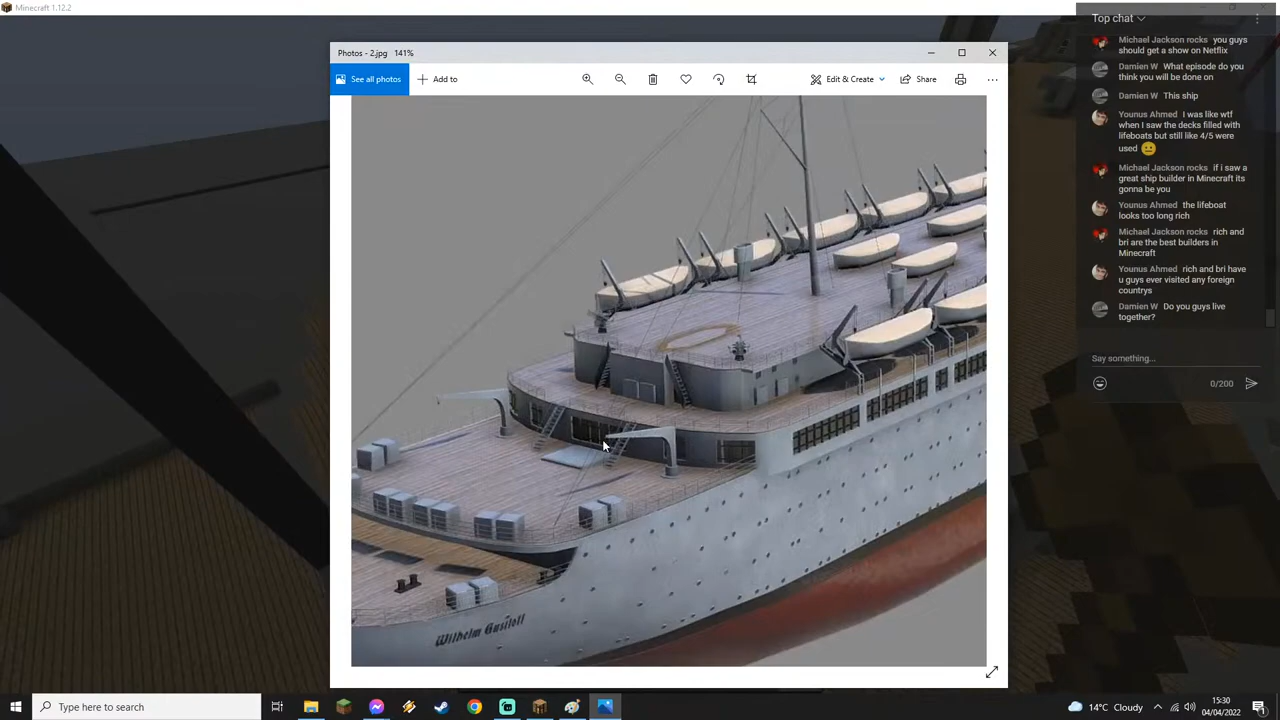 Minecraft 1.12.2
Top chat
Photos - 2.jpg 141%
See all photos
Add to
Edit & Create
Share
Michael Jackson rocks you guys
should get a show on Netflix
Damien W What episode do you
think you will be done on
Damien W This ship
Younus Ahmed I was like wtf
when I saw the decks filled with
lifeboats but still like 4/5 were
used
Michael Jackson rocks if i saw a
great ship builder in Minecraft its
gonna be you
Younus Ahmed the lifeboat
looks too long rich
Michael Jackson rocks rich and
bri are the best builders in
Minecraft
Younus Ahmed rich and bri have
u guys ever visited any foreign
countrys
Damien W Do you guys live
together?
Say something...
0/200
Wilhelm Gustloff
Type here to search
14°C Cloudy
15:30
04/04/2022
1